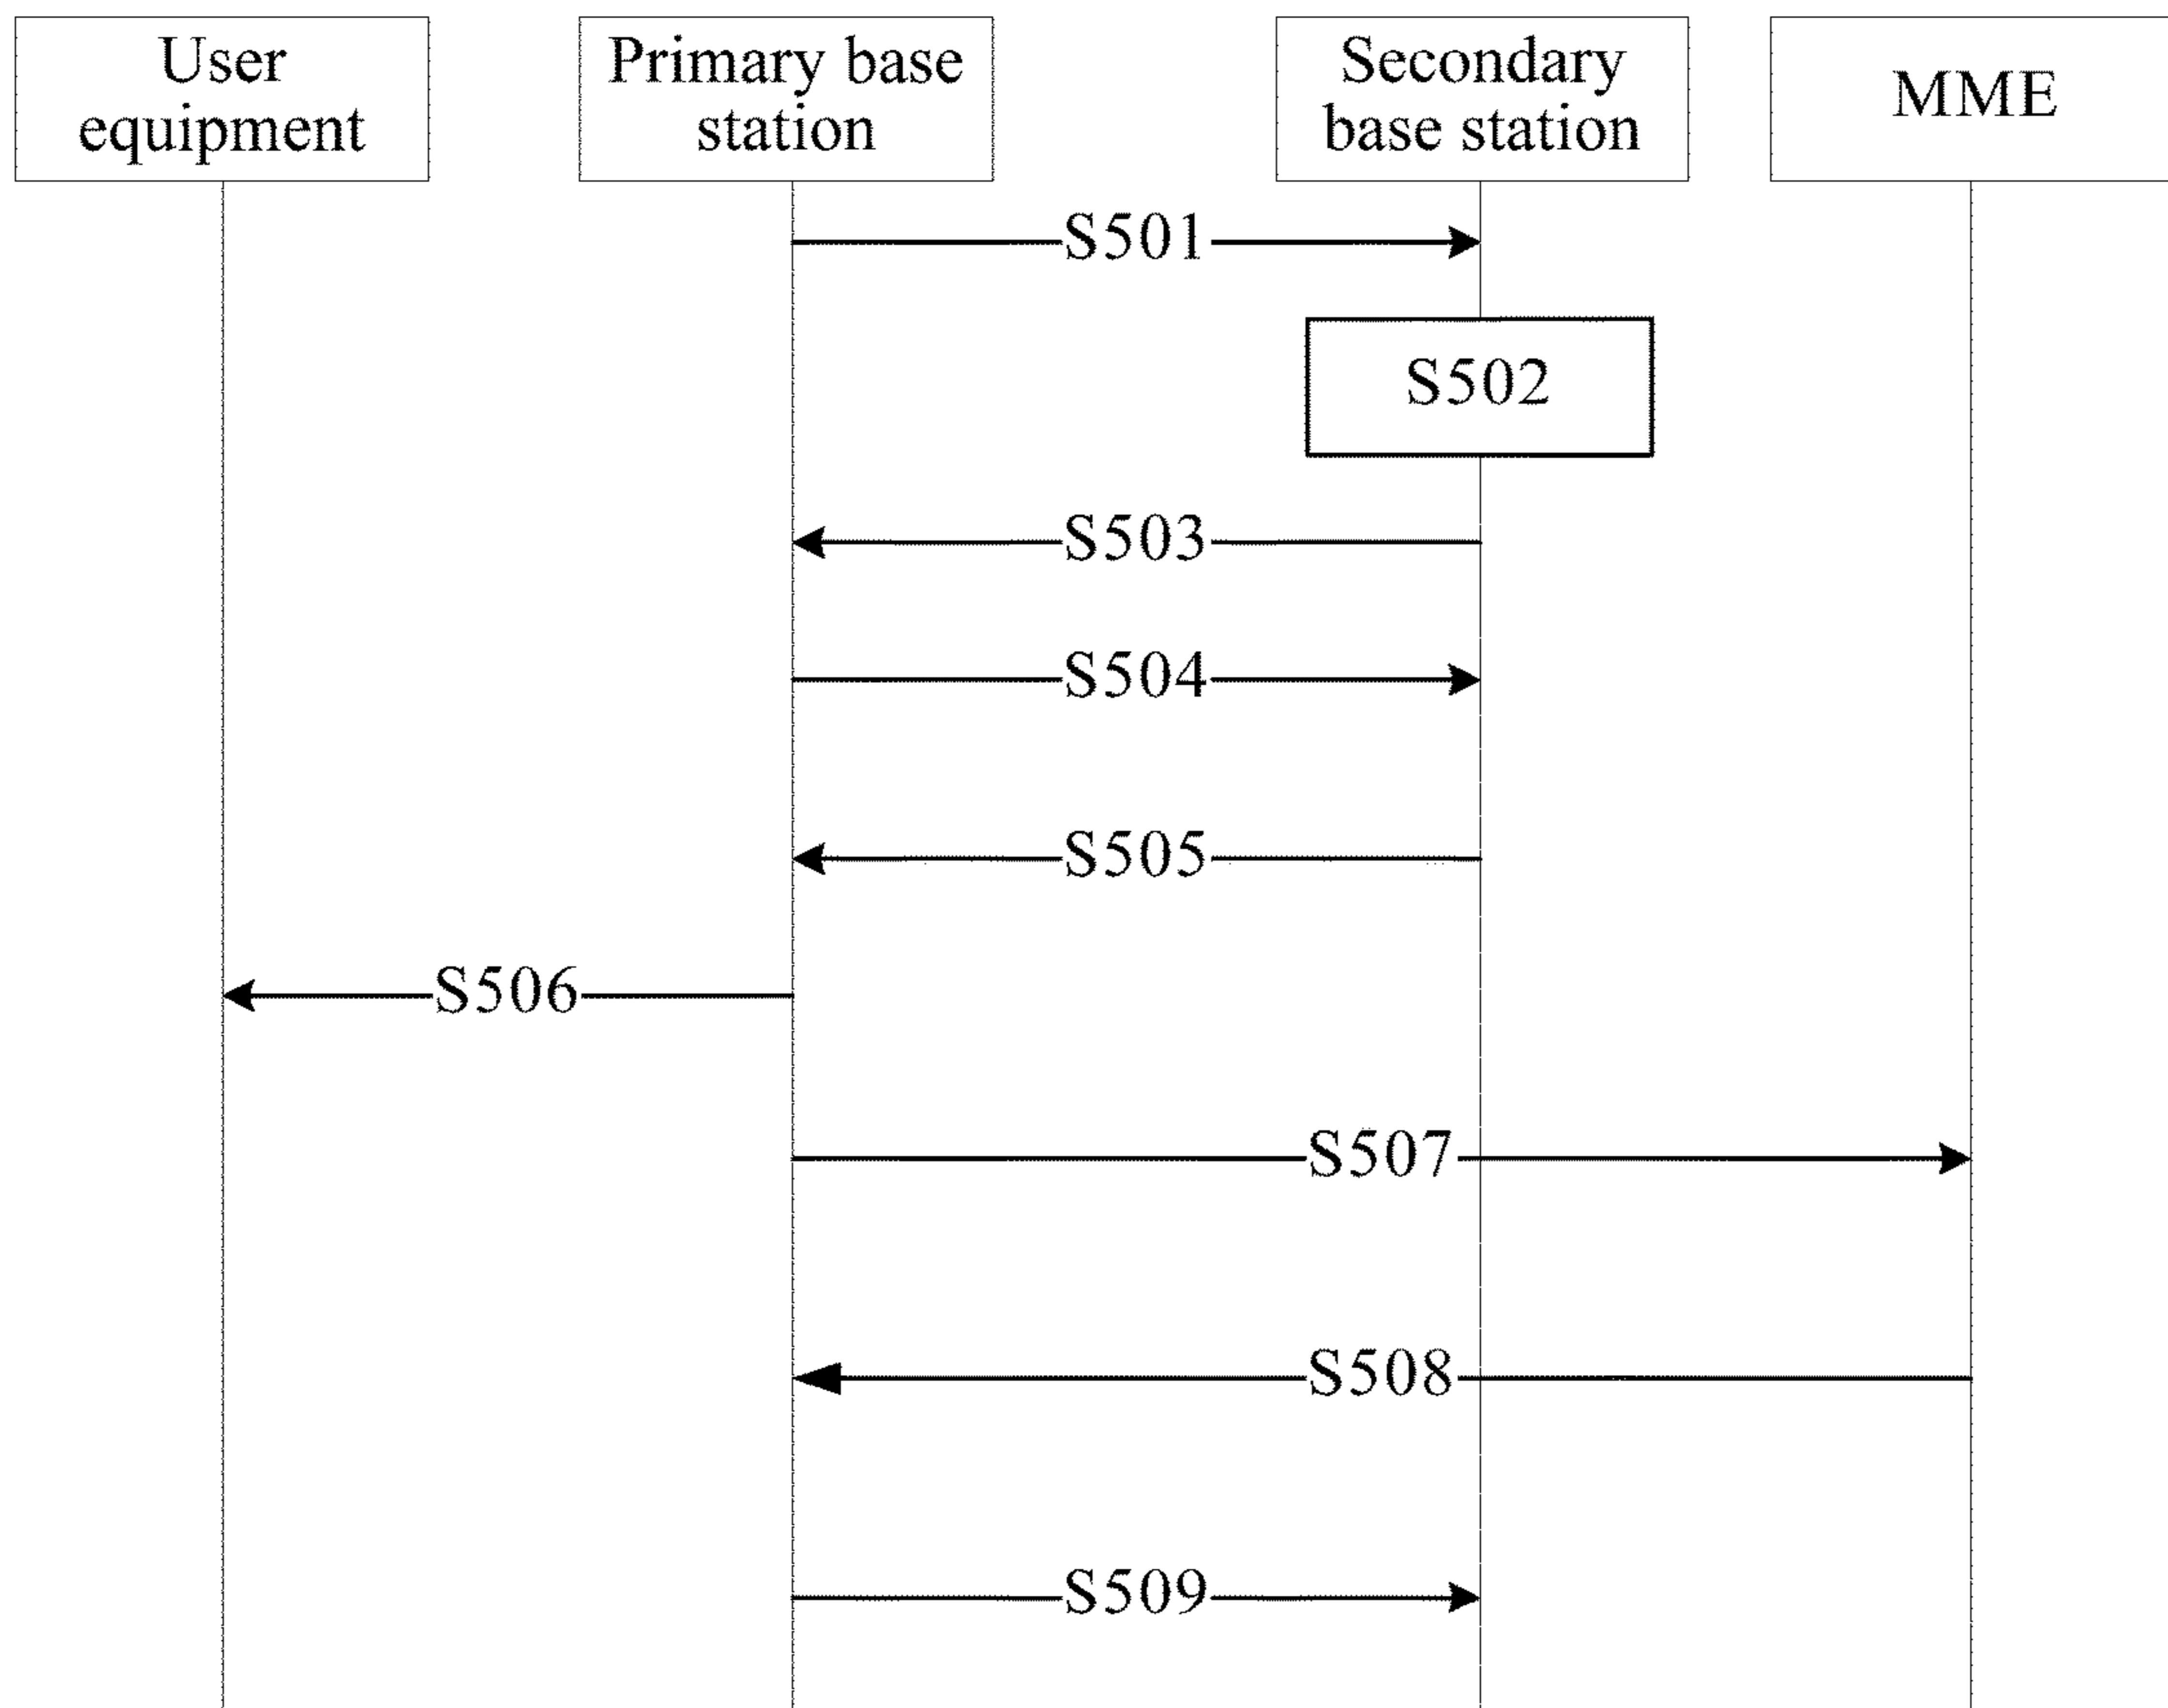 User
equipment
Primary base
station
Secondary
base station
MME
S501
S502
S503
S504
S505
S506
S507
S508
S509